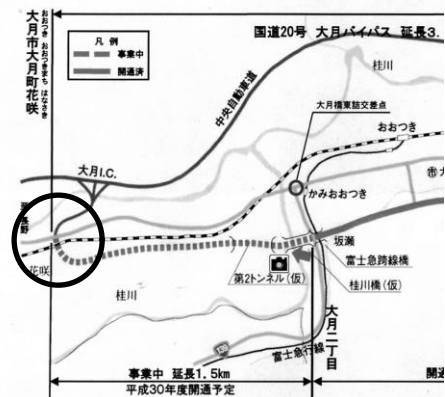 国道20号 大月バイパス 延長3.
おおつき おおつきまち はなさき
大月市大月町花咲
凡 例
事業中
開通済
中央自動車道
桂川
大月橋東詰交差点
おおつき
大月I.C.
かみおおつき
市大
坂瀬
富士急跨線橋
花咲
第2トンネル(仮)
桂川橋(仮)
桂川
大月二丁目
富士急行線
事業中 延長1.5km
平成30年度開通予定
開通